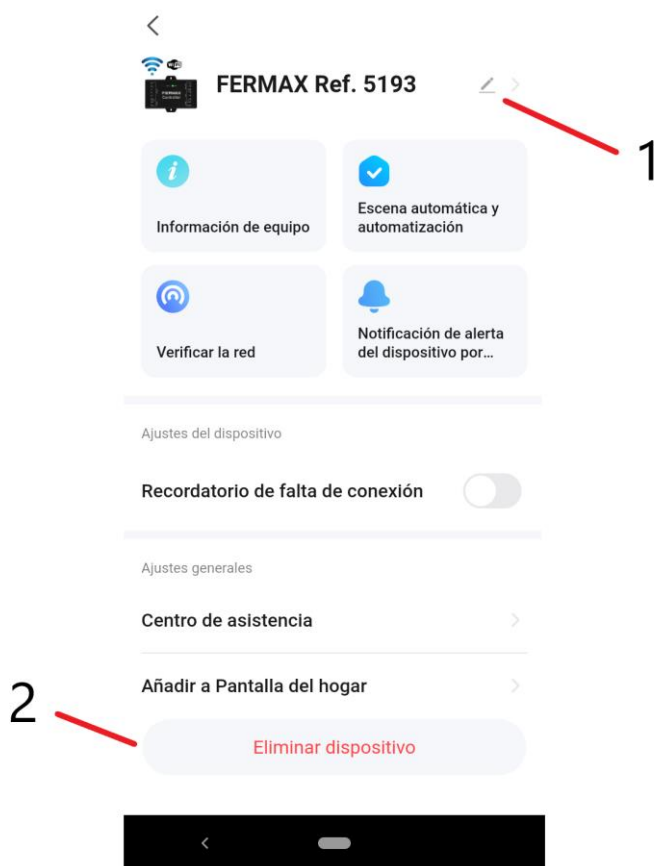 FERMAX Ref. 5193
1
Información de equipo
Escena automática y
automatización
Verificar la red
Notificación de alerta
del dispositivo por...
Ajustes del dispositivo
Recordatorio de falta de conexión
Ajustes generales
Centro de asistencia
Añadir a Pantalla del hogar
2
Eliminar dispositivo